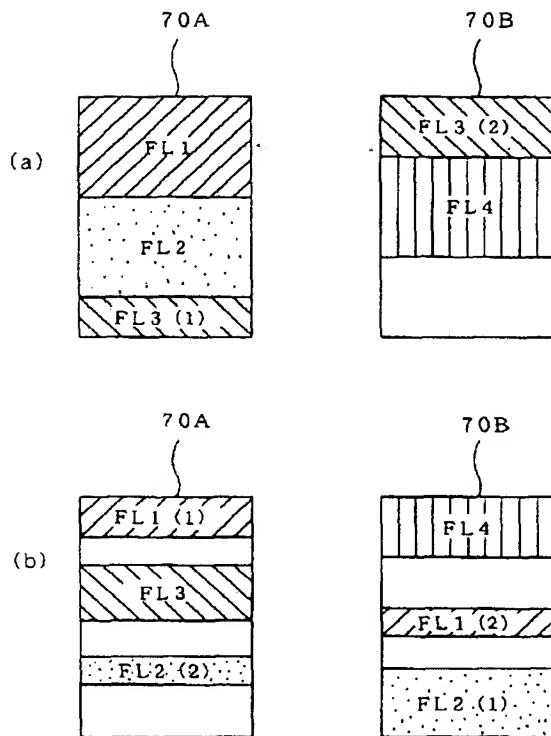 70A 70B
(a)
FL1
FL2
FL3 (1)
FL3 (2)
FL4
70A 70B
(b)
FL1 (1)
FL3
FL2 (2)
FL4
FL1 (2)
FL2 (1)